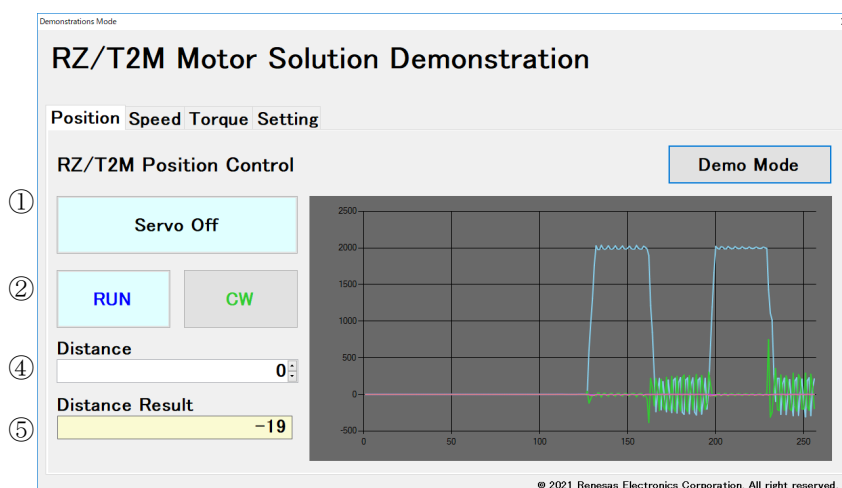 Demonstrations Mode
RZ/T2M Motor Solution Demonstration
Position Speed Torque Setting
RZ/T2M Position Control
Demo Mode
①
Servo Off
②
RUN
CW
Distance
④
0
Distance Result
⑤
-19
2500
2000
1500
1000
500
0
-500
0 50 100 150 200 250
© 2021 Renesas Electronics Corporation. All right reserved.